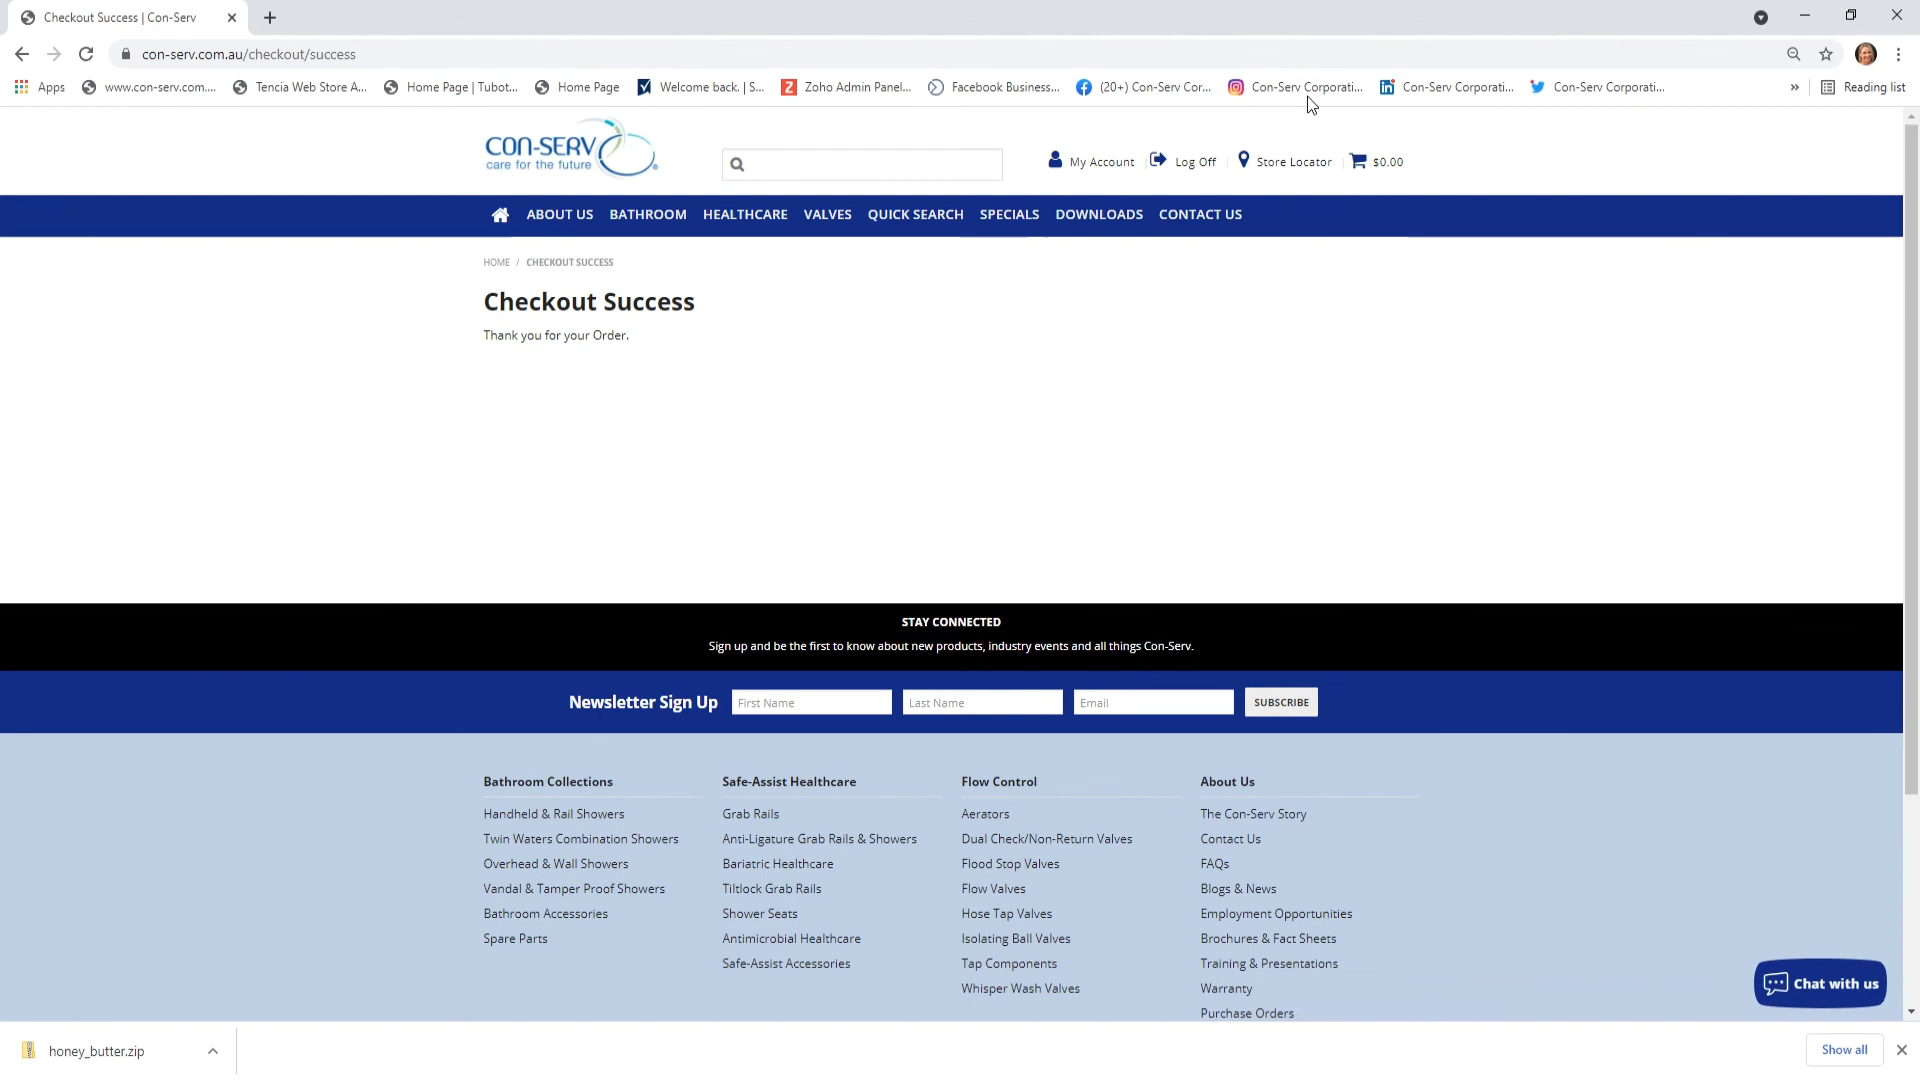 Checkout Success | Con-Serv
con-serv.com.au/checkout/success
Apps
www.con-serv.com....
Tencia Web Store A...
Home Page | Tubot...
Home Page
Welcome back. | S...
Zoho Admin Panel...
Facebook Business...
(20+) Con-Serv Cor...
Con-Serv Corporati...
Con-Serv Corporati...
Con-Serv Corporati...
»
Reading list
CON-SERV
care for the future
My Account
Log Off
Store Locator
$0.00
ABOUT US
BATHROOM
HEALTHCARE
VALVES
QUICK SEARCH
SPECIALS
DOWNLOADS
CONTACT US
HOME / CHECKOUT SUCCESS
Checkout Success
Thank you for your Order.
STAY CONNECTED
Sign up and be the first to know about new products, industry events and all things Con-Serv.
Newsletter Sign Up
First Name
Last Name
Email
SUBSCRIBE
Bathroom Collections
Handheld & Rail Showers
Twin Waters Combination Showers
Overhead & Wall Showers
Vandal & Tamper Proof Showers
Bathroom Accessories
Spare Parts
Safe-Assist Healthcare
Grab Rails
Anti-Ligature Grab Rails & Showers
Bariatric Healthcare
Tiltlock Grab Rails
Shower Seats
Antimicrobial Healthcare
Safe-Assist Accessories
Flow Control
Aerators
Dual Check/Non-Return Valves
Flood Stop Valves
Flow Valves
Hose Tap Valves
Isolating Ball Valves
Tap Components
Whisper Wash Valves
About Us
The Con-Serv Story
Contact Us
FAQs
Blogs & News
Employment Opportunities
Brochures & Fact Sheets
Training & Presentations
Warranty
Purchase Orders
Chat with us
honey_butter.zip
Show all